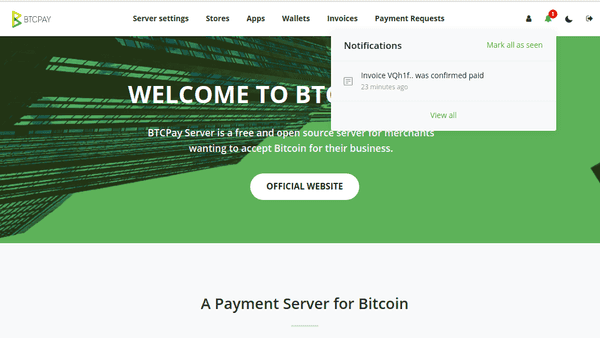 BTCPAY
Server settings Stores Apps Wallets Invoices Payment Requests
1
Notifications Mark all as seen
Invoice VQh1f.. was confirmed paid
23 minutes ago
View all
WELCOME TO BTC
BTCPay Server is a free and open source server for merchants
wanting to accept Bitcoin for their business.
OFFICIAL WEBSITE
A Payment Server for Bitcoin